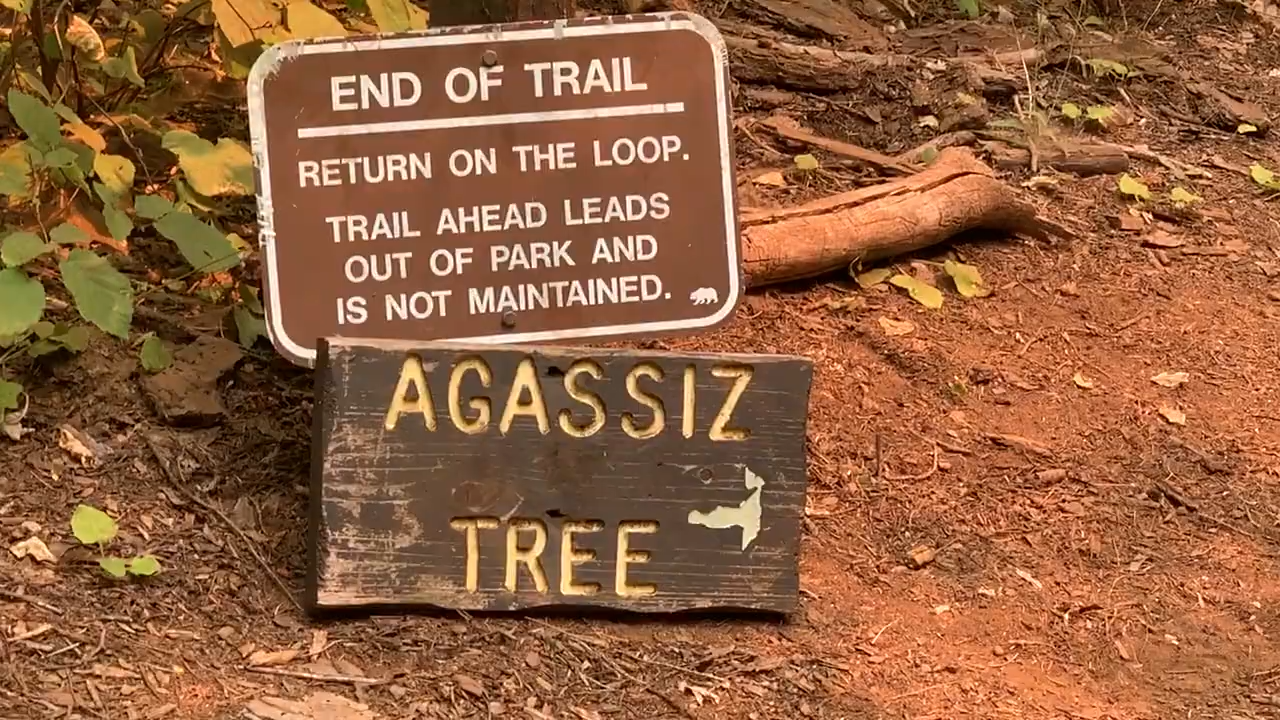 END OF TRAIL
RETURN ON THE LOOP.
TRAIL AHEAD LEADS
OUT OF PARK AND
IS NOT MAINTAINED.
AGASSIZ
TREE